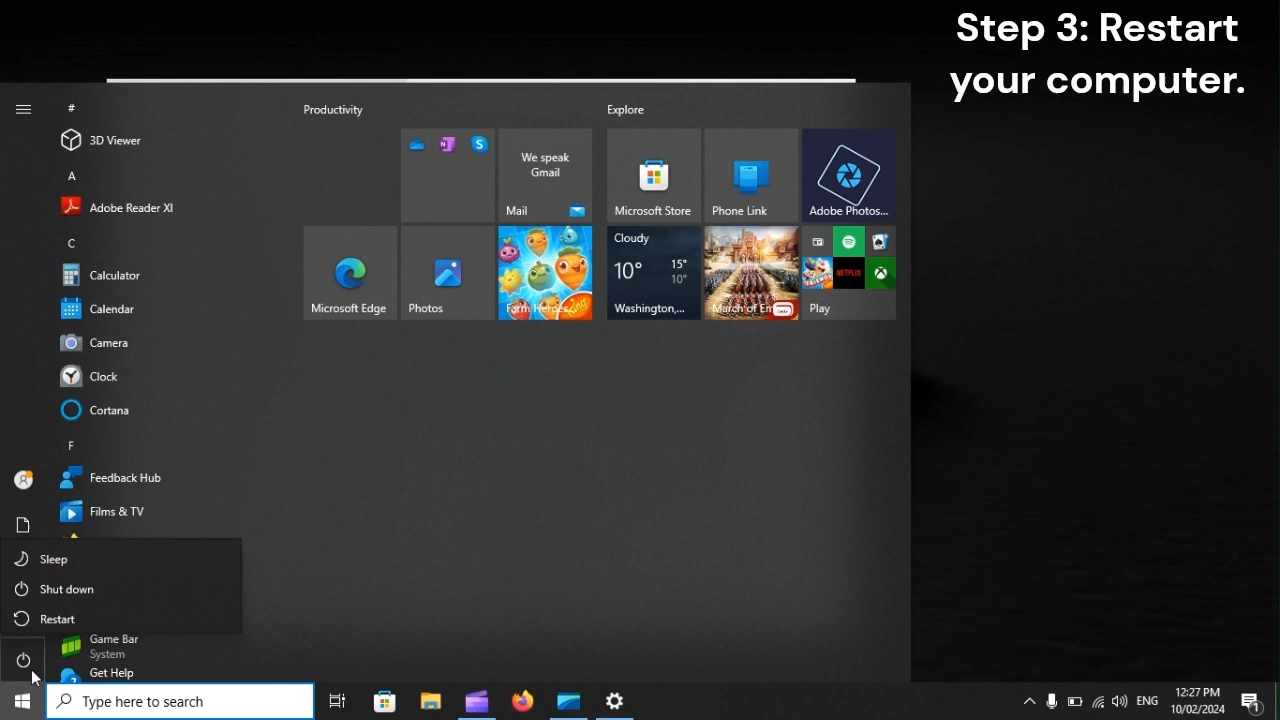 Step 3: Restart
your computer.
#
3D Viewer
A
Adobe Reader XI
C
Calculator
Calendar
Camera
Clock
Cortana
F
Feedback Hub
Films & TV
Sleep
Shut down
Restart
Game Bar
System
Get Help
Productivity
We speak
Gmail
Mail
Microsoft Edge
Photos
Explore
Microsoft Store
Phone Link
Adobe Photos...
Cloudy
10°
15°
10°
Washington,...
NETFLIX
Play
Type here to search
ENG
12:27 PM
10/02/2024
1